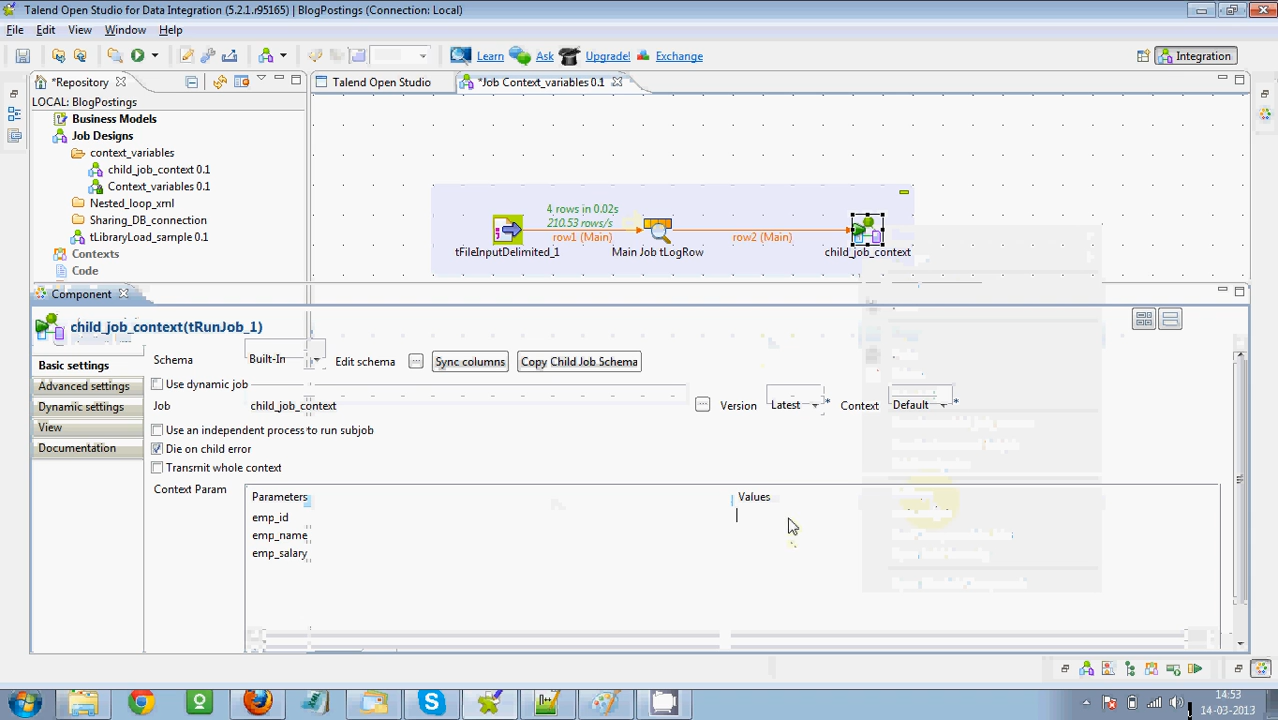 Talend Open Studio for Data Integration (5.2.1.r95165) | BlogPostings (Connection: Local)
File Edit View Window Help
Learn Ask Upgrade! Exchange Integration
*Repository Talend Open Studio *Job Context_variables 0.1
LOCAL: BlogPostings
Business Models
Job Designs
context_variables
child_job_context 0.1
Context_variables 0.1
Nested_loop_xml
Sharing_DB_connection
tLibraryLoad_sample 0.1
Contexts
Code
4 rows in 0.02s
210.53 rows/s
row1 (Main) row2 (Main)
tFileInputDelimited_1 Main Job tLogRow child_job_context
Component
child_job_context(tRunJob_1)
Basic settings
Advanced settings
Dynamic settings
View
Documentation
Schema Built-In Edit schema ... Sync columns Copy Child Job Schema
Use dynamic job
Job child_job_context ... Version Latest * Context Default *
Use an independent process to run subjob
Die on child error
Transmit whole context
Context Param Parameters Values
emp_id
emp_name
emp_salary
14:53
14-03-2013